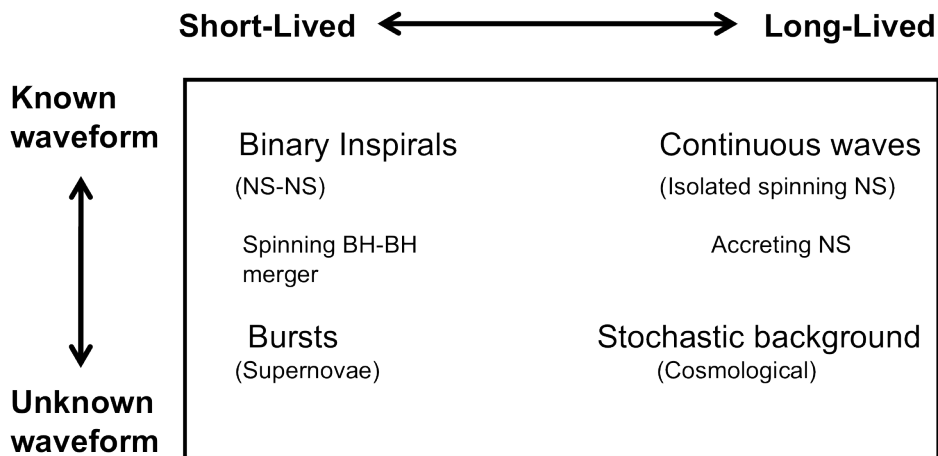 Short-Lived Long-Lived
Known
waveform
Binary Inspirals Continuous waves
(NS-NS) (Isolated spinning NS)
Spinning BH-BH Accreting NS
merger
Bursts Stochastic background
(Supernovae) (Cosmological)
Unknown
waveform